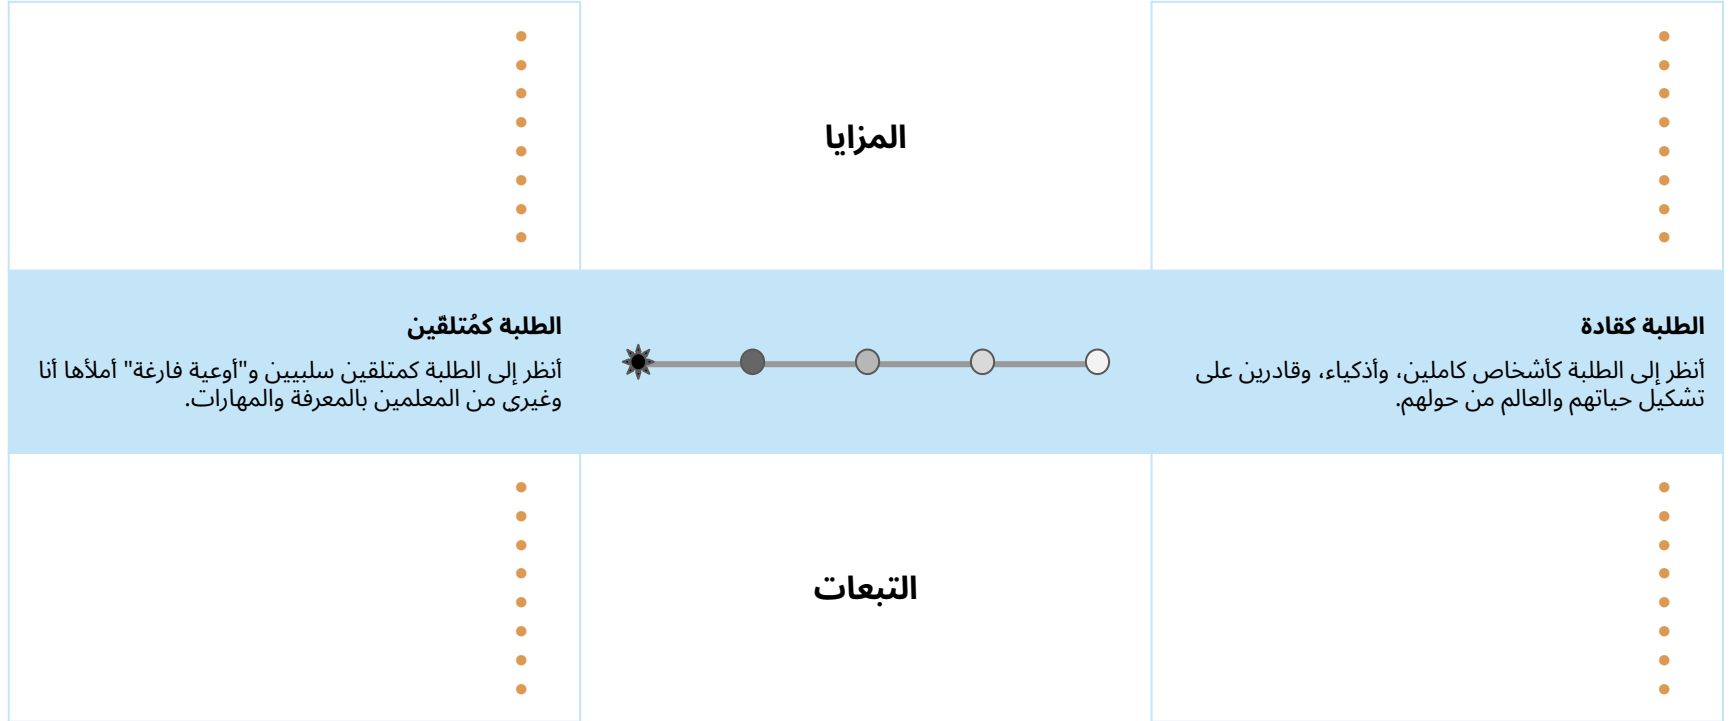 المزايا
الطلبة كقادة
أنظر إلى الطلبة كأشخاص كاملين، وأذكياء، وقادرين على
تشكيل حياتهم والعالم من حولهم.
الطلبة كمُتلقّين
أنظر إلى الطلبة كمتلقين سلبيين و"أوعية فارغة" أملأها أنا
وغيري من المعلمين بالمعرفة والمهارات.
التبعات